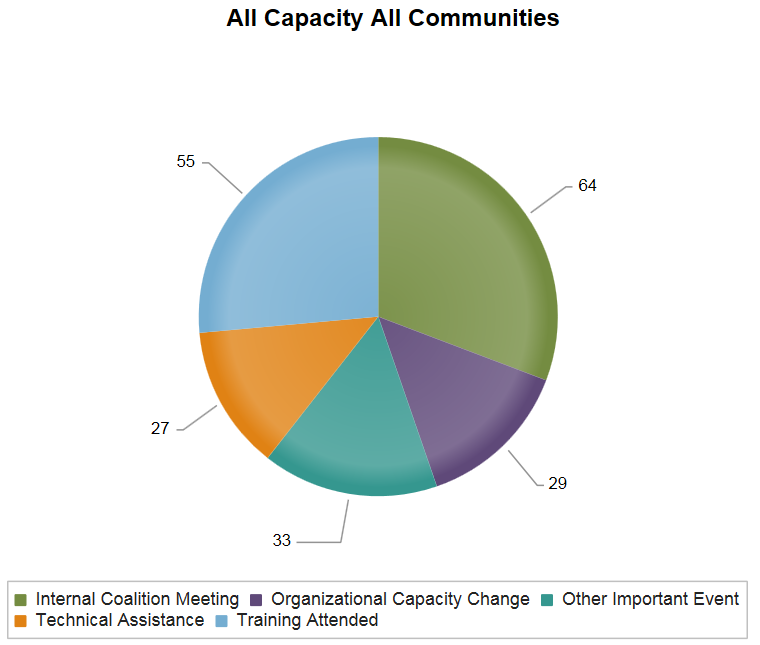 All Capacity All Communities
55
64
27
29
33
Internal Coalition Meeting Organizational Capacity Change Other Important Event
Technical Assistance Training Attended